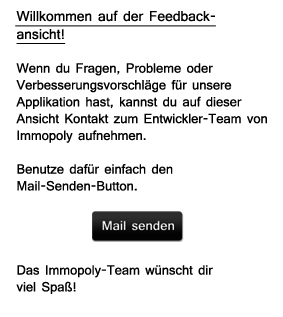 Willkommen auf der Feedback-
ansicht!
Wenn du Fragen, Probleme oder
Verbesserungsvorschläge für unsere
Applikation hast, kannst du auf dieser
Ansicht Kontakt zum Entwickler-Team von
Immopoly aufnehmen.
Benutze dafür einfach den
Mail-Senden-Button.
Mail senden
Das Immopoly-Team wünscht dir
viel Spaß!